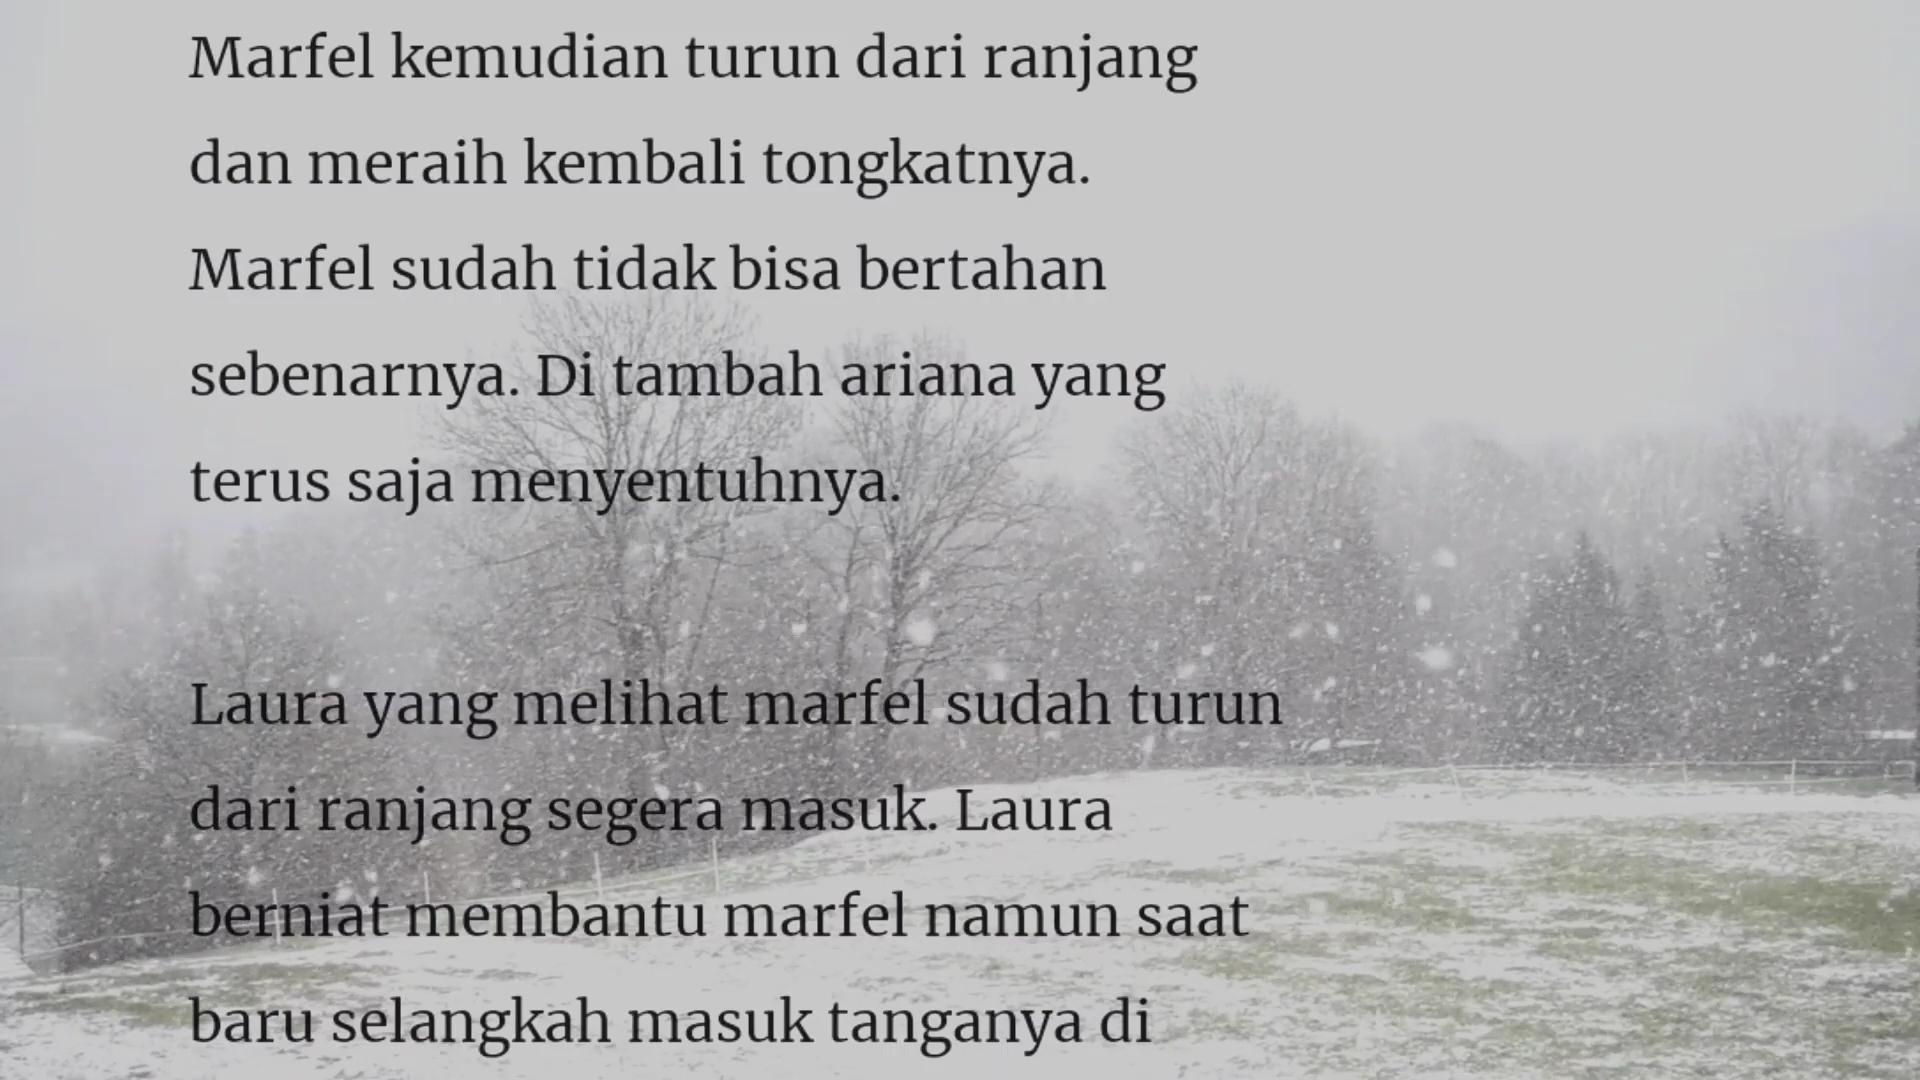 Marfel kemudian turun dari ranjang
dan meraih kembali tongkatnya.
Marfel sudah tidak bisa bertahan
sebenarnya. Di tambah ariana yang
terus saja menyentuhnya.
Laura yang melihat marfel sudah turun
dari ranjang segera masuk. Laura
berniat membantu marfel namun saat
baru selangkah masuk tanganya di